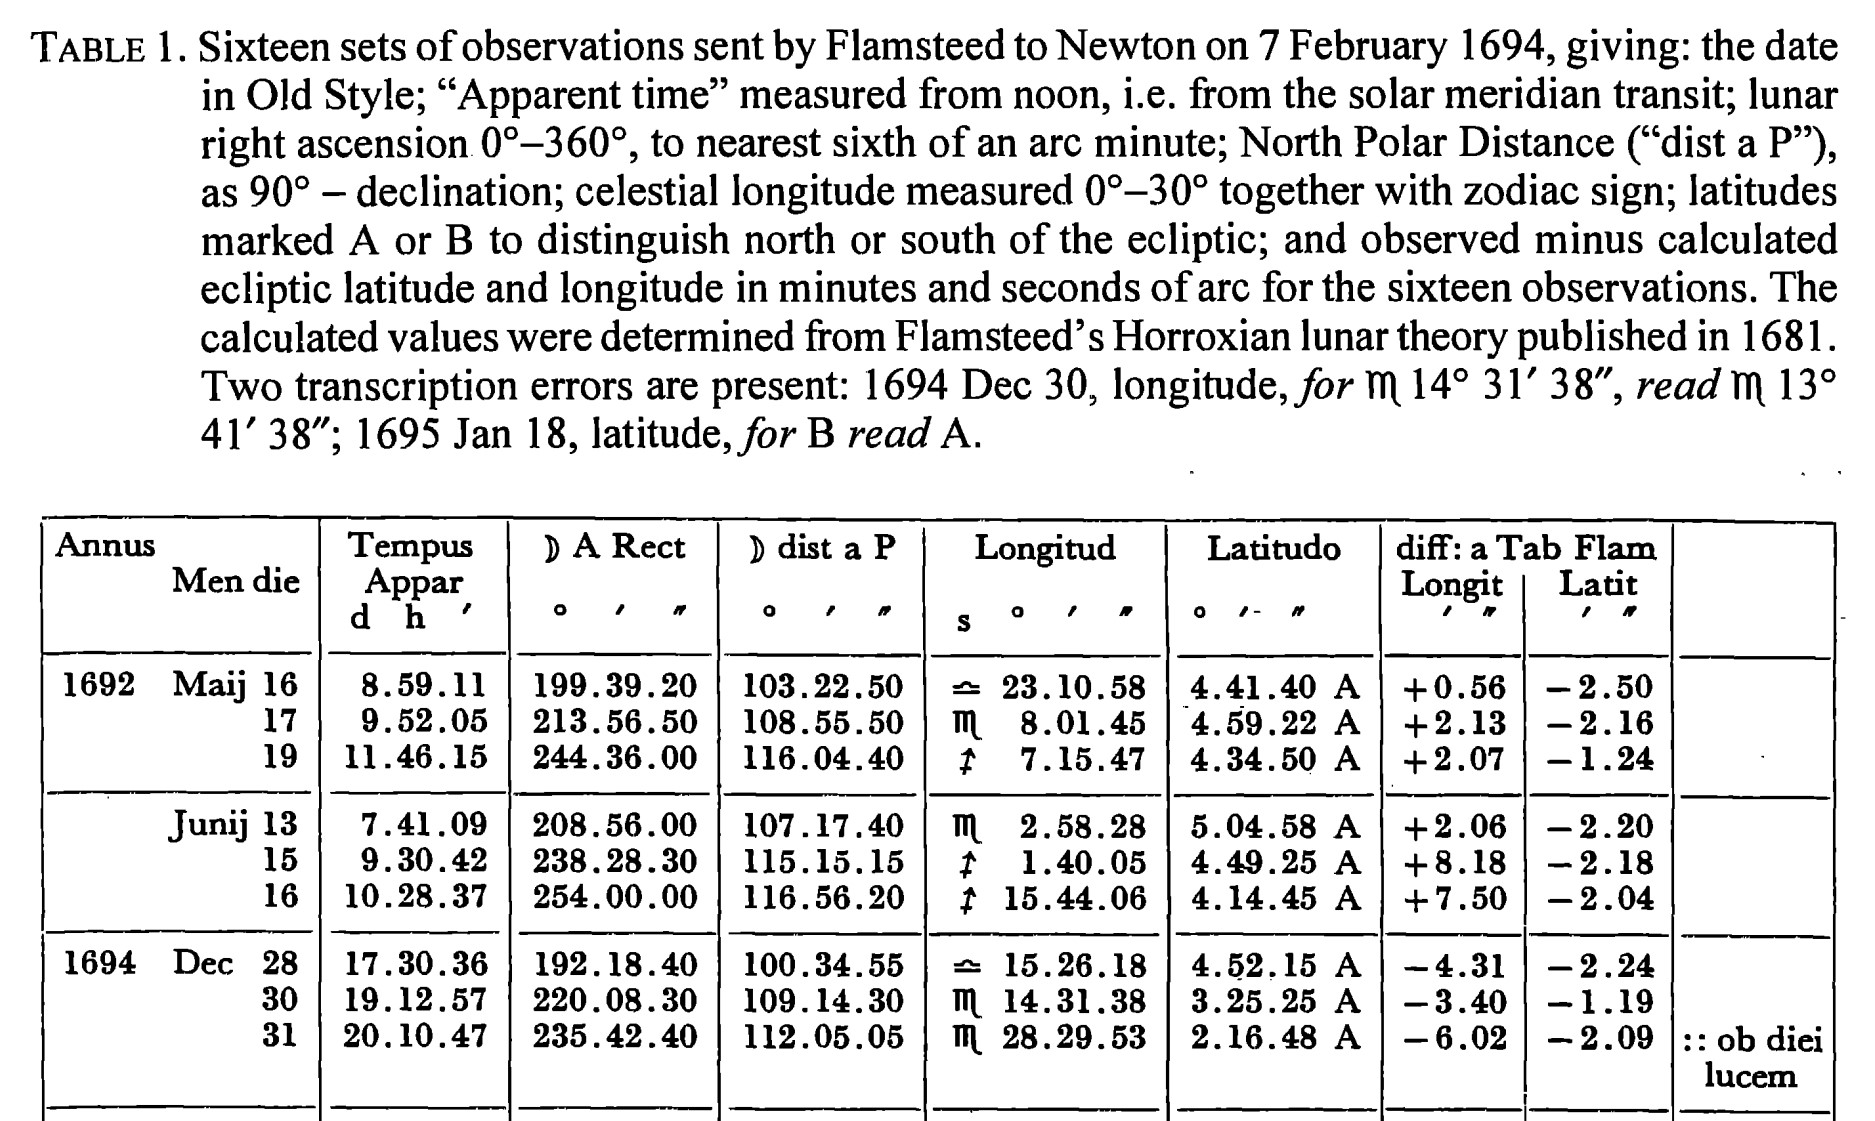 TABLE 1. Sixteen sets of observations sent by Flamsteed to Newton on 7 February 1694, giving: the date
in Old Style; “Apparent time” measured from noon, i.e. from the solar meridian transit; lunar
right ascension 0°–360°, to nearest sixth of an arc minute; North Polar Distance (“dist a P”),
as 90° – declination; celestial longitude measured 0°–30° together with zodiac sign; latitudes
marked A or B to distinguish north or south of the ecliptic; and observed minus calculated
ecliptic latitude and longitude in minutes and seconds of arc for the sixteen observations. The
calculated values were determined from Flamsteed’s Horroxian lunar theory published in 1681.
Two transcription errors are present: 1694 Dec 30, longitude, for ♏ 14° 31′ 38″, read ♏ 13°
41′ 38″; 1695 Jan 18, latitude, for B read A.
Annus Tempus ☽ A Rect ☽ dist a P Longitud Latitudo diff: a Tab Flam
Men die Appar Longit Latit
d h ′ ° ′ ″ ° ′ ″ s ° ′ ″ ° ′ ″ ′ ″ ′ ″
1692 Maij 16 8.59.11 199.39.20 103.22.50 ♎ 23.10.58 4.41.40 A +0.56 −2.50
17 9.52.05 213.56.50 108.55.50 ♏ 8.01.45 4.59.22 A +2.13 −2.16
19 11.46.15 244.36.00 116.04.40 ♐ 7.15.47 4.34.50 A +2.07 −1.24
Junij 13 7.41.09 208.56.00 107.17.40 ♏ 2.58.28 5.04.58 A +2.06 −2.20
15 9.30.42 238.28.30 115.15.15 ♐ 1.40.05 4.49.25 A +8.18 −2.18
16 10.28.37 254.00.00 116.56.20 ♐ 15.44.06 4.14.45 A +7.50 −2.04
1694 Dec 28 17.30.36 192.18.40 100.34.55 ♎ 15.26.18 4.52.15 A −4.31 −2.24
30 19.12.57 220.08.30 109.14.30 ♏ 14.31.38 3.25.25 A −3.40 −1.19
31 20.10.47 235.42.40 112.05.05 ♏ 28.29.53 2.16.48 A −6.02 −2.09 :: ob diei
lucem